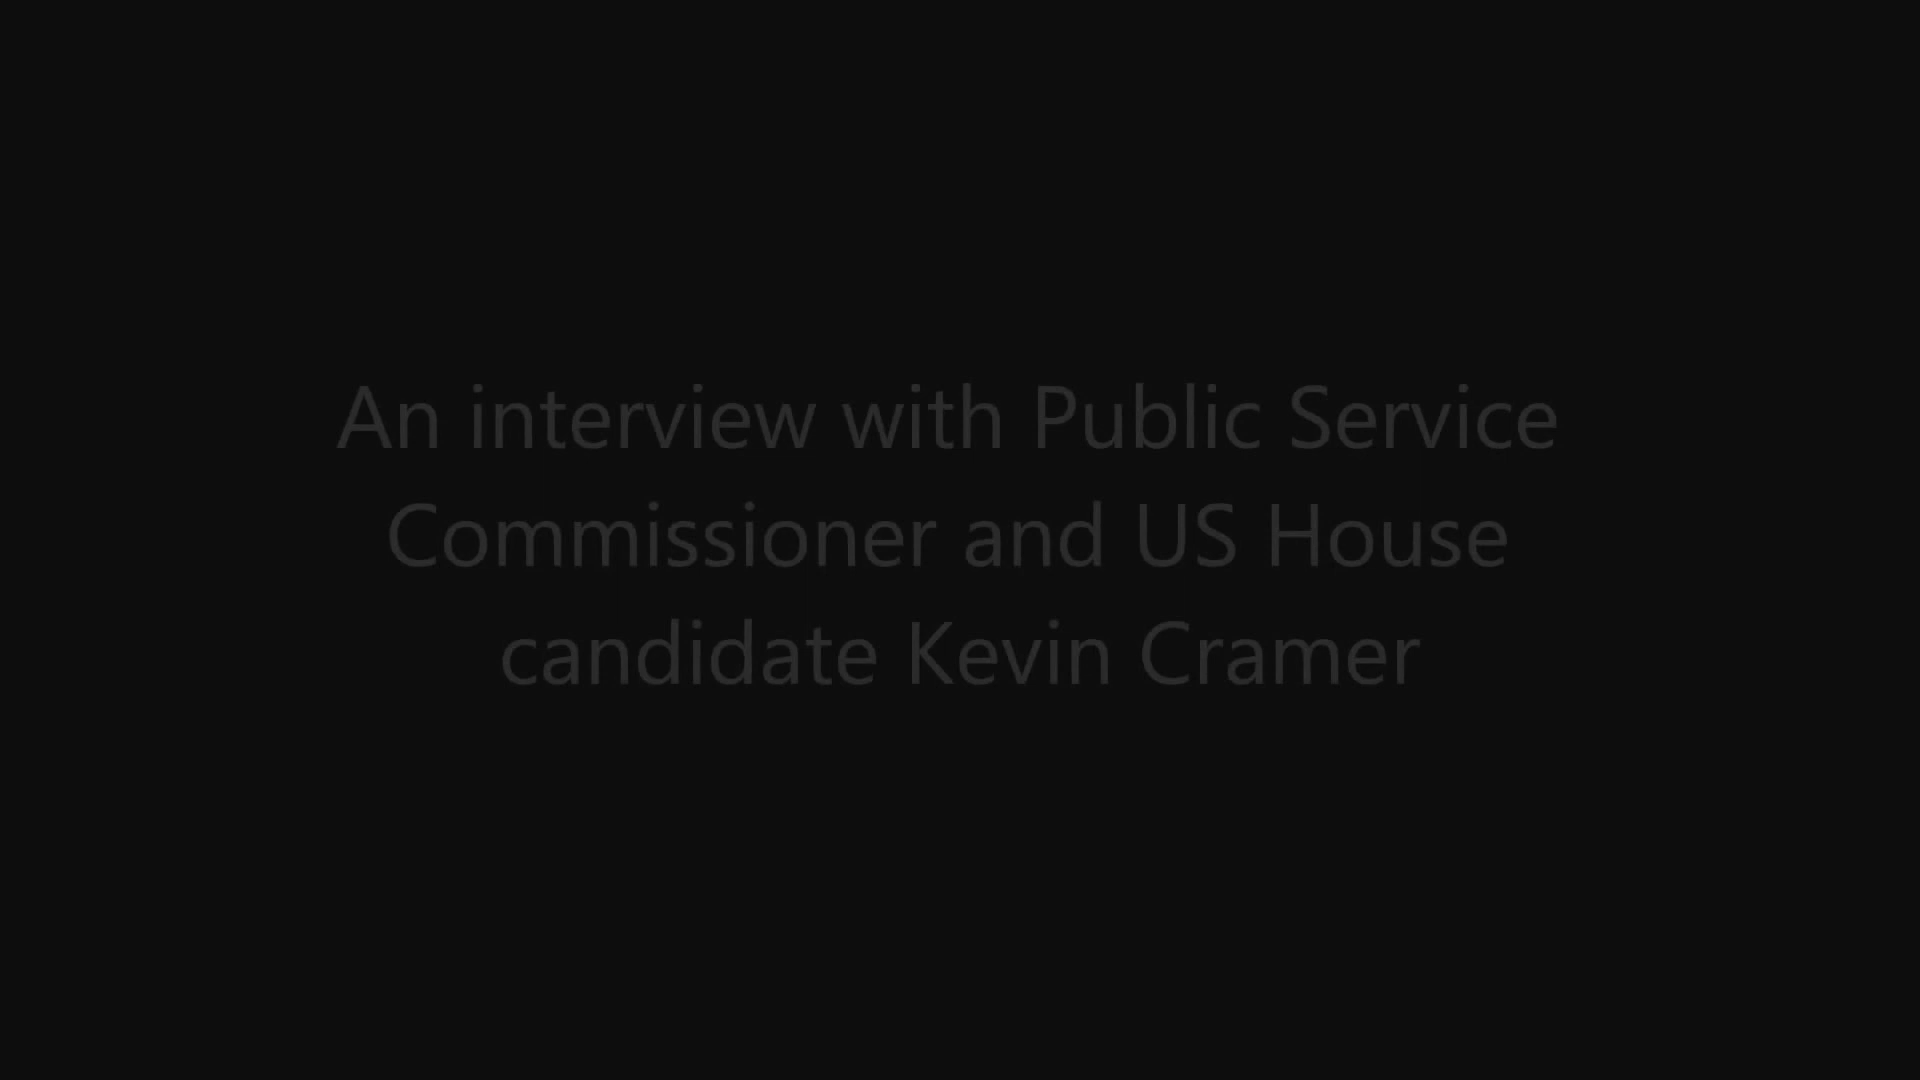 An interview with Public Service
Commissioner and US House
candidate Kevin Cramer